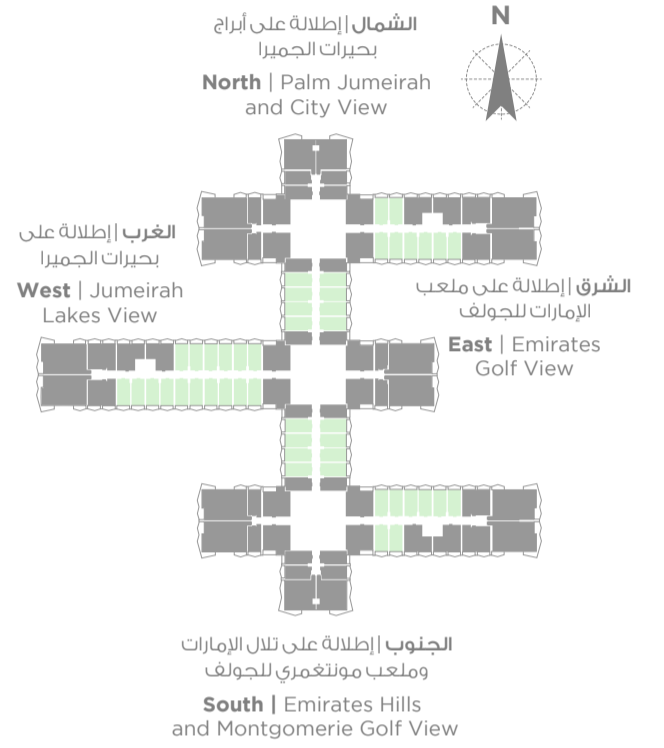 الشمال | إطلالة على أبراج
بحيرات الجميرا
North | Palm Jumeirah
and City View
N
الغرب | إطلالة على
بحيرات الجميرا
West | Jumeirah
Lakes View
الشرق | إطلالة على ملعب
الإمارات للجولف
East | Emirates
Golf View
الجنوب | إطلالة على تلال الإمارات
وملعب مونتغمري للجولف
South | Emirates Hills
and Montgomerie Golf View